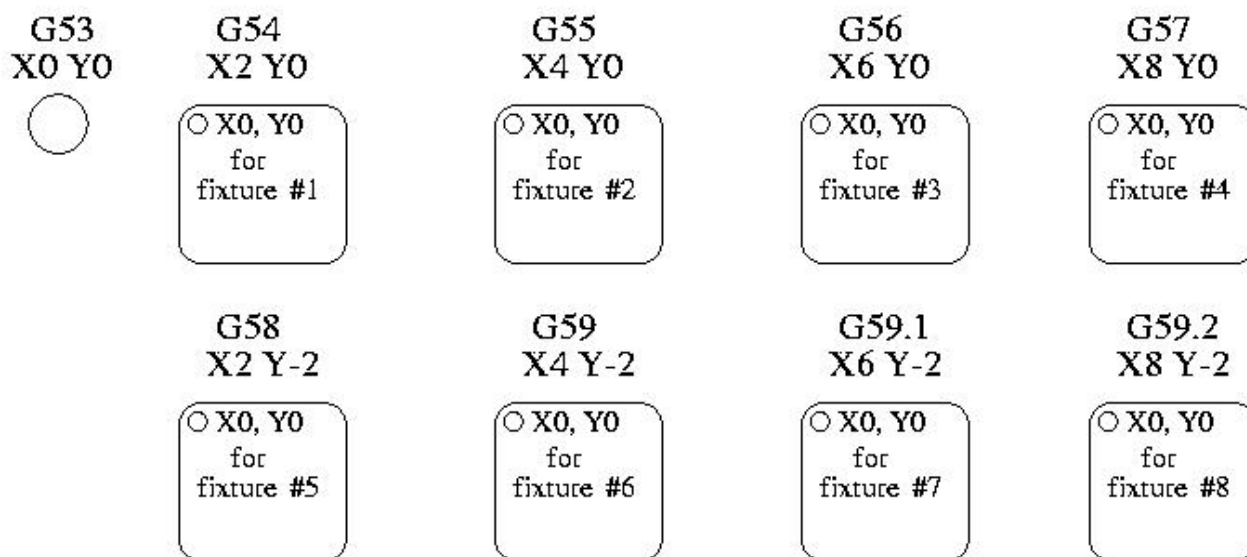 G53 G54 G55 G56 G57
X0 Y0 X2 Y0 X4 Y0 X6 Y0 X8 Y0
X0, Y0 X0, Y0 X0, Y0 X0, Y0
for for for for
fixture #1 fixture #2 fixture #3 fixture #4
G58 G59 G59.1 G59.2
X2 Y-2 X4 Y-2 X6 Y-2 X8 Y-2
X0, Y0 X0, Y0 X0, Y0 X0, Y0
for for for for
fixture #5 fixture #6 fixture #7 fixture #8